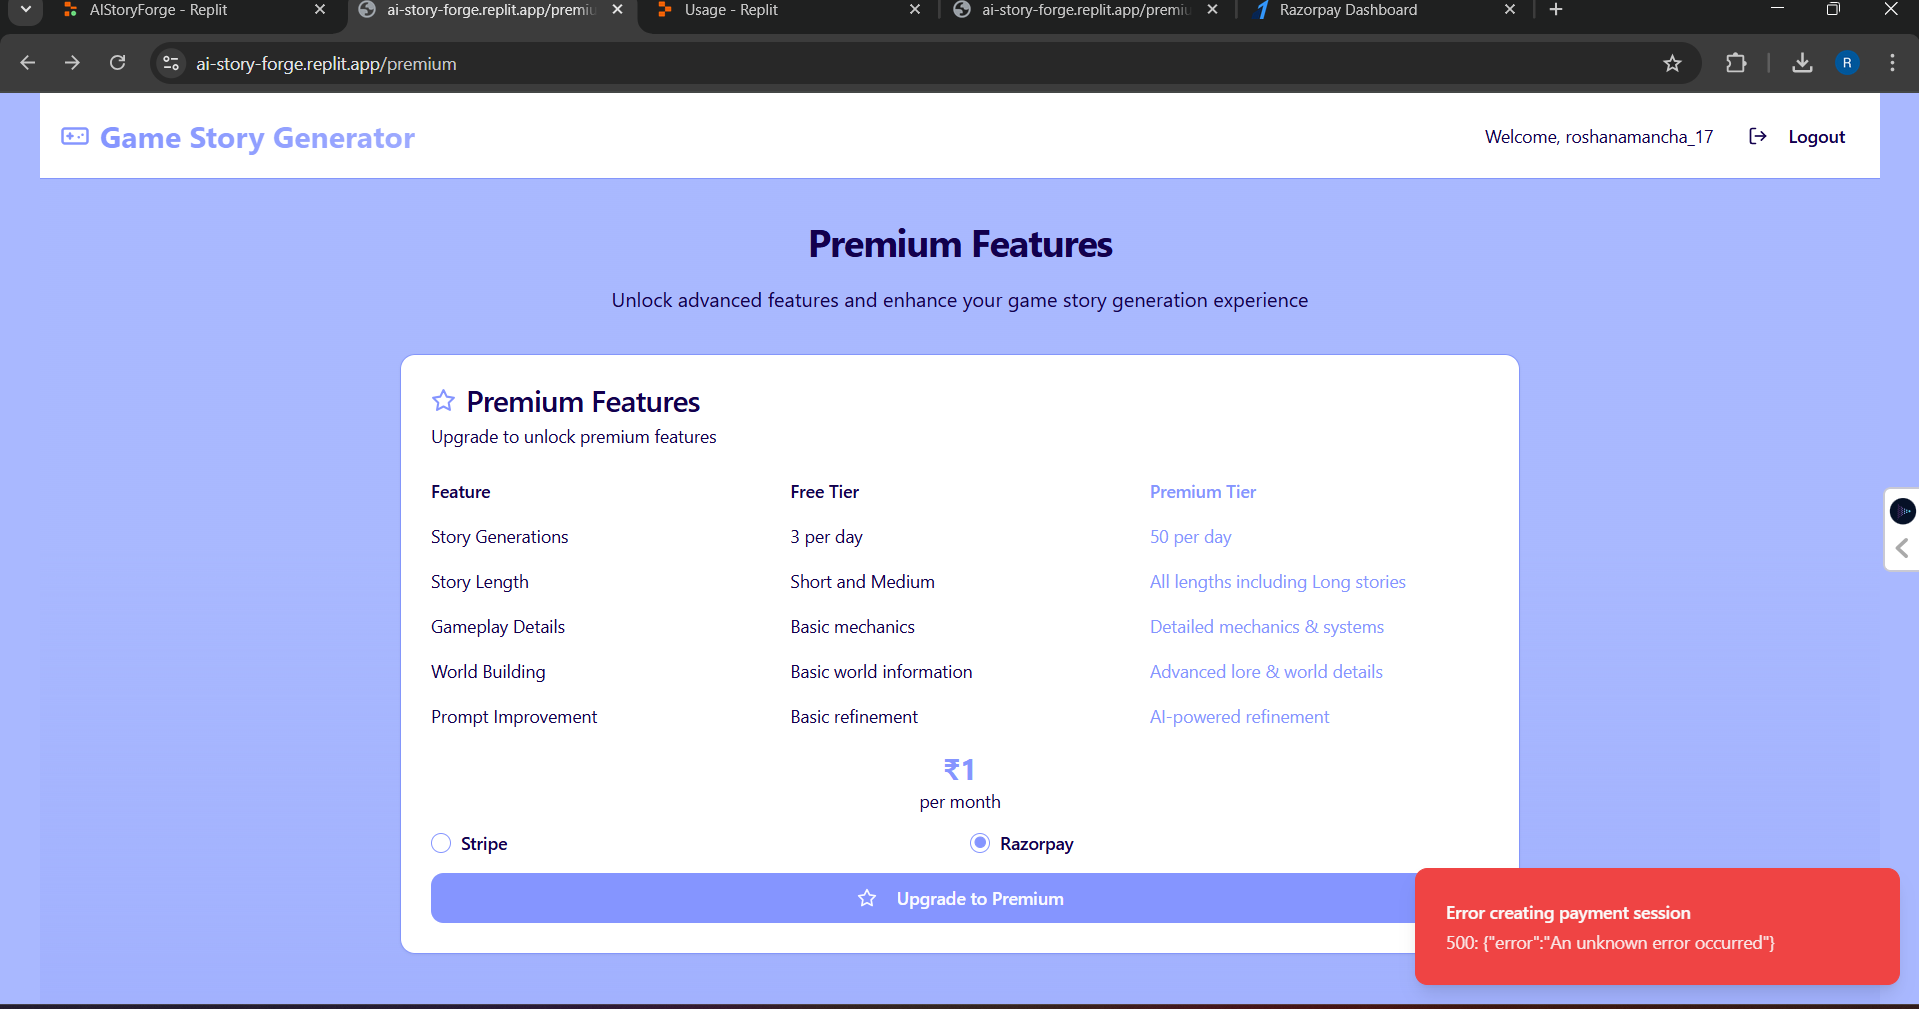 AIStoryForge - Replit
ai-story-forge.replit.app/premiu
Usage - Replit
ai-story-forge.replit.app/premiu
Razorpay Dashboard
ai-story-forge.replit.app/premium
R
Game Story Generator
Welcome, roshanamancha_17
Logout
Premium Features
Unlock advanced features and enhance your game story generation experience
Premium Features
Upgrade to unlock premium features
Feature Free Tier Premium Tier
Story Generations 3 per day 50 per day
Story Length Short and Medium All lengths including Long stories
Gameplay Details Basic mechanics Detailed mechanics & systems
World Building Basic world information Advanced lore & world details
Prompt Improvement Basic refinement AI-powered refinement
₹1
per month
Stripe Razorpay
Upgrade to Premium
Error creating payment session
500: {"error":"An unknown error occurred"}